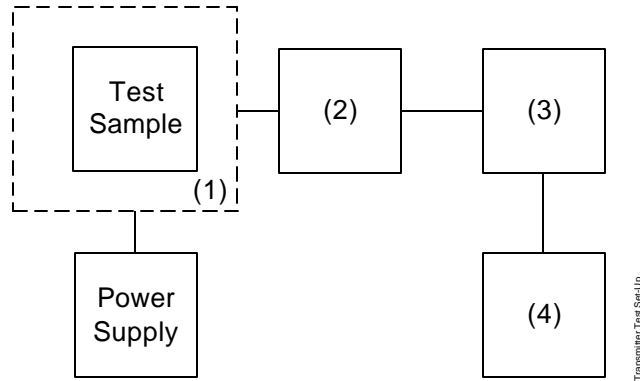 Test
Sample
(1)
(2)
(3)
Power
Supply
(4)
Transmitter Test Set-Up